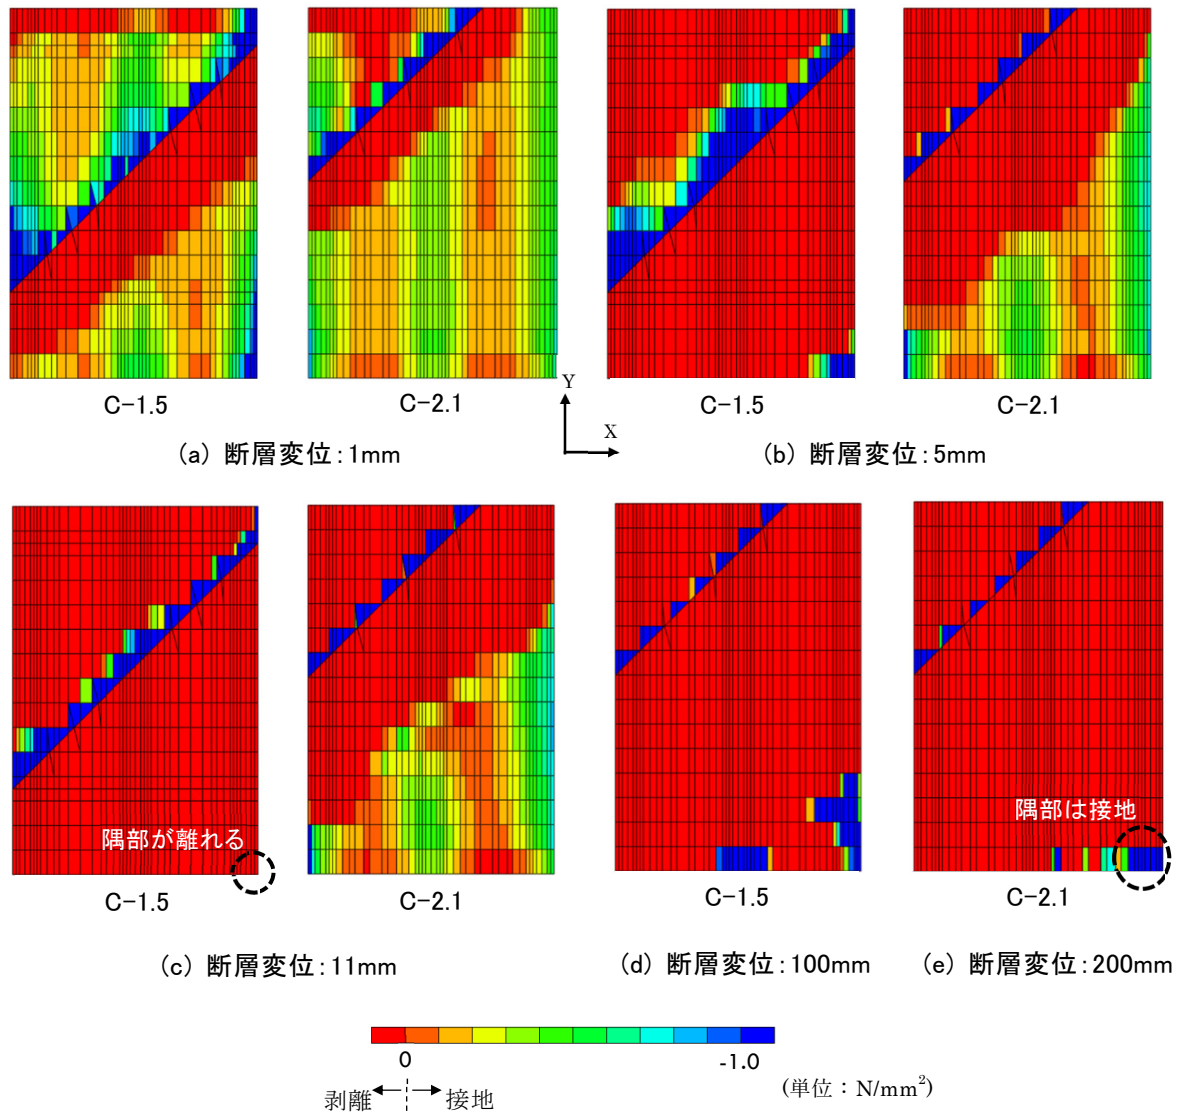 C-1.5
C-2.1
(a) 断層変位:1mm
Y
X
C-1.5
C-2.1
(b) 断層変位:5mm
隅部が離れる
C-1.5
C-2.1
(c) 断層変位:11mm
C-1.5
(d) 断層変位:100mm
隅部は接地
C-2.1
(e) 断層変位:200mm
0
-1.0
剥離
接地
(単位:N/mm²)